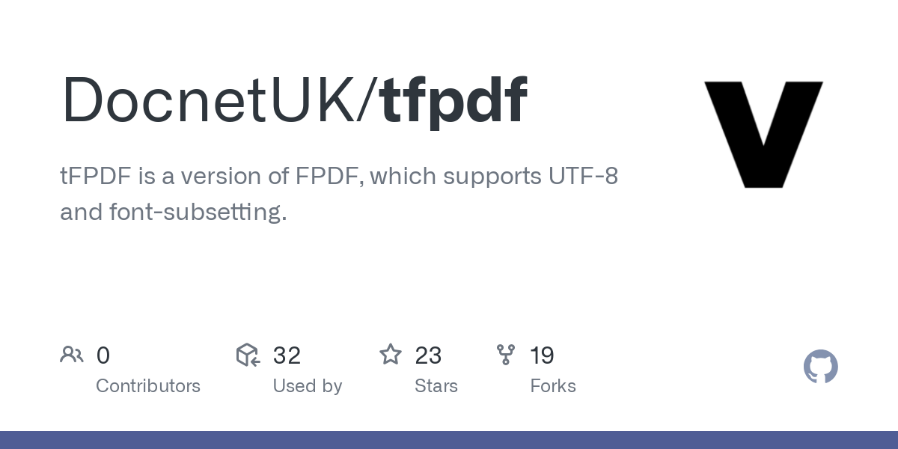 DocnetUK/tfpdf
V
tFPDF is a version of FPDF, which supports UTF-8
and font-subsetting.
0 32 23 19
Contributors Used by Stars Forks